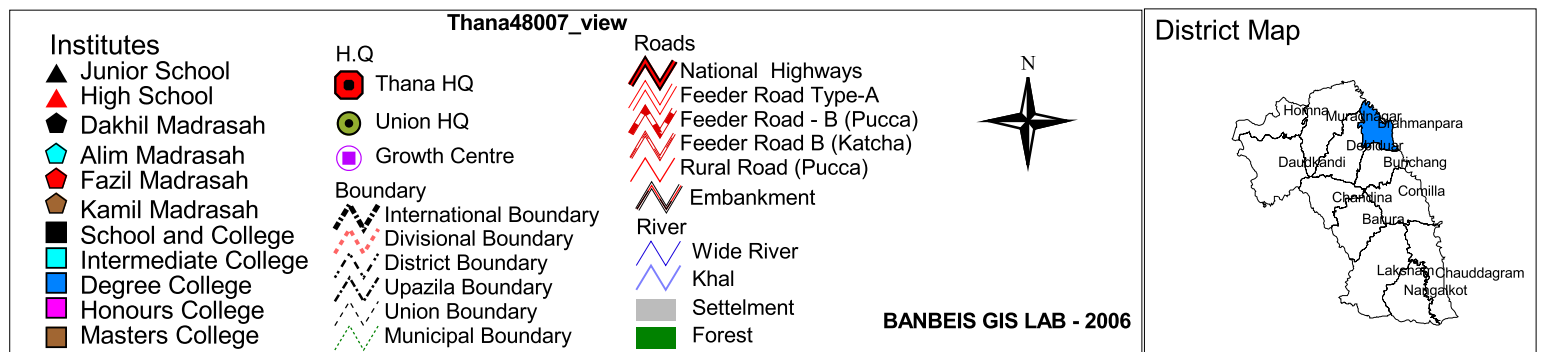 Thana48007_view
Institutes
Junior School
High School
Dakhil Madrasah
Alim Madrasah
Fazil Madrasah
Kamil Madrasah
School and College
Intermediate College
Degree College
Honours College
Masters College
H.Q
Thana HQ
Union HQ
Growth Centre
Boundary
International Boundary
Divisional Boundary
District Boundary
Upazila Boundary
Union Boundary
Municipal Boundary
Roads
National Highways
Feeder Road Type-A
Feeder Road - B (Pucca)
Feeder Road B (Katcha)
Rural Road (Pucca)
Embankment
River
Wide River
Khal
Settelment
Forest
N
BANBEIS GIS LAB - 2006
District Map
Homna
Muradnagar
Brahmanpara
Debiduar
Daudkandi
Burichang
Comilla
Chandina
Barura
Laksham
Chauddagram
Nangalkot